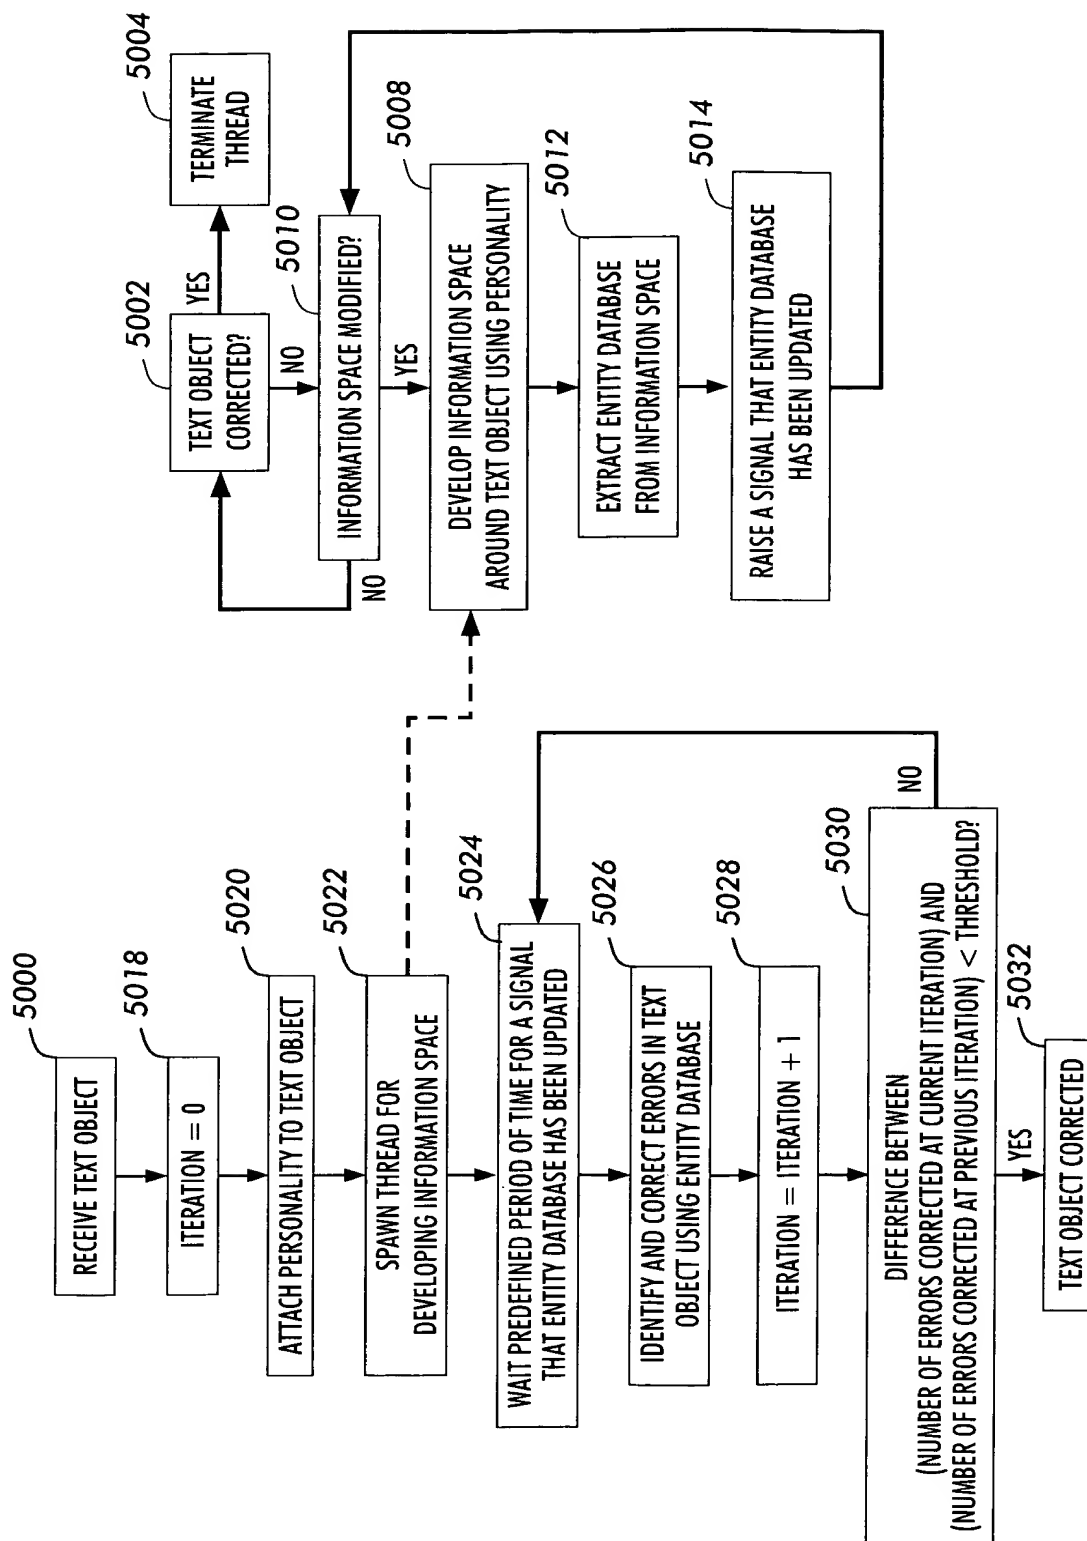 5000
RECEIVE TEXT OBJECT
5018
ITERATION = 0
5020
ATTACH PERSONALITY TO TEXT OBJECT
5022
SPAWN THREAD FOR
DEVELOPING INFORMATION SPACE
5024
WAIT PREDEFINED PERIOD OF TIME FOR A SIGNAL
THAT ENTITY DATABASE HAS BEEN UPDATED
5026
IDENTIFY AND CORRECT ERRORS IN TEXT
OBJECT USING ENTITY DATABASE
5028
ITERATION = ITERATION + 1
5030
DIFFERENCE BETWEEN
(NUMBER OF ERRORS CORRECTED AT CURRENT ITERATION) AND
(NUMBER OF ERRORS CORRECTED AT PREVIOUS ITERATION) < THRESHOLD?
NO
YES
5032
TEXT OBJECT CORRECTED
5002
TEXT OBJECT
CORRECTED?
YES
5004
TERMINATE
THREAD
NO
5010
INFORMATION SPACE MODIFIED?
NO
YES
5008
DEVELOP INFORMATION SPACE
AROUND TEXT OBJECT USING PERSONALITY
5012
EXTRACT ENTITY DATABASE
FROM INFORMATION SPACE
5014
RAISE A SIGNAL THAT ENTITY DATABASE
HAS BEEN UPDATED